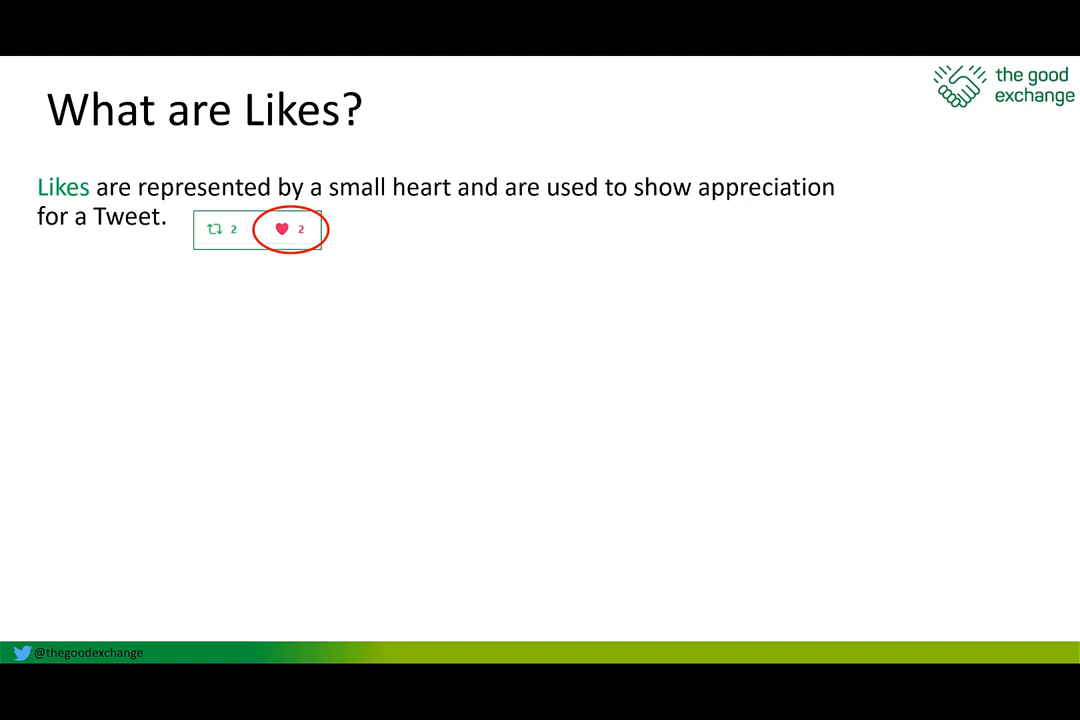 the good
exchange
What are Likes?
Likes are represented by a small heart and are used to show appreciation
for a Tweet.
2 2
@thegoodexchange